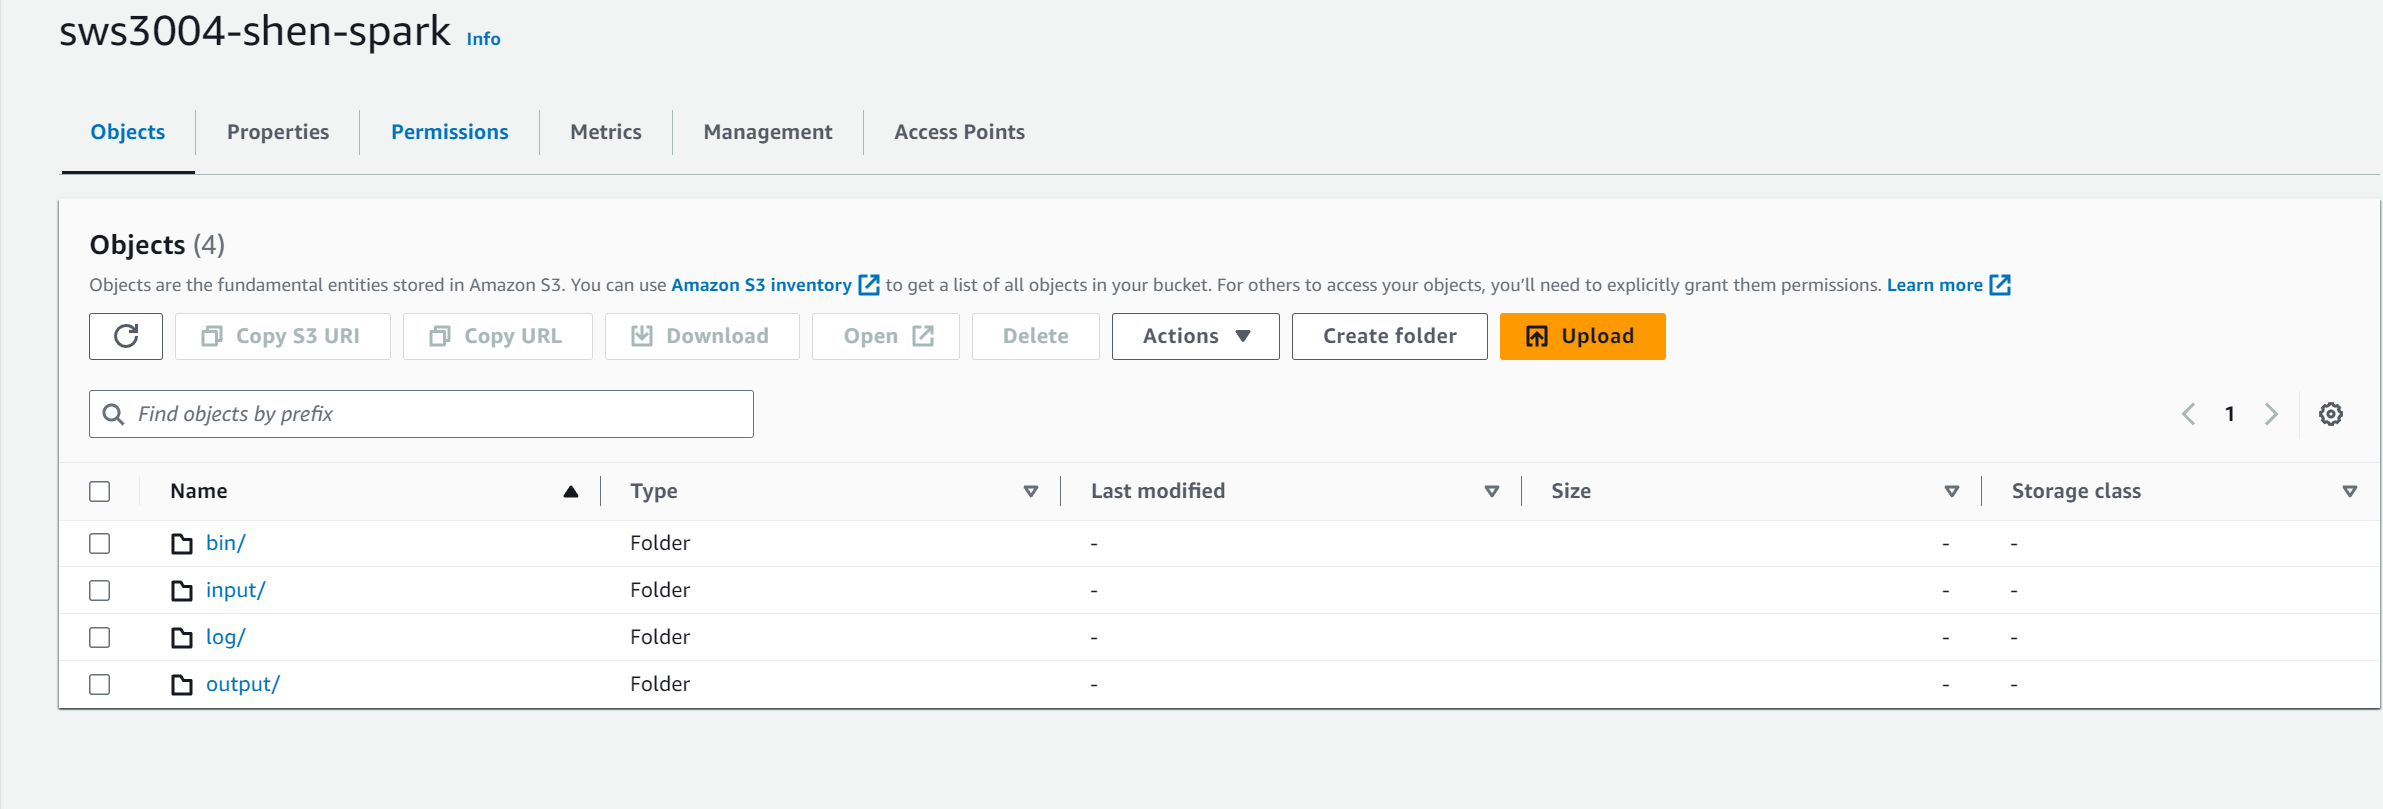 sws3004-shen-spark Info
Objects Properties Permissions Metrics Management Access Points
Objects (4)
Objects are the fundamental entities stored in Amazon S3. You can use Amazon S3 inventory to get a list of all objects in your bucket. For others to access your objects, you’ll need to explicitly grant them permissions. Learn more
Copy S3 URI Copy URL Download Open Delete Actions Create folder Upload
Find objects by prefix 1
Name Type Last modified Size Storage class
bin/ Folder - - -
input/ Folder - - -
log/ Folder - - -
output/ Folder - - -